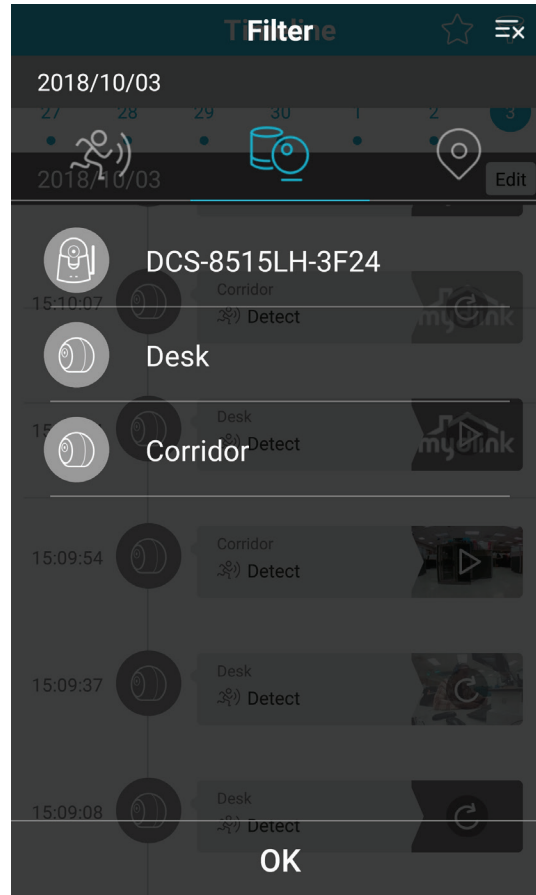 Timeline
Filter
2018/10/03
27 28 29 30 1 2 3
2018/10/03
Edit
DCS-8515LH-3F24
15:10:07
Corridor
Detect
Desk
Desk
Detect
Corridor
15:09:54
Corridor
Detect
15:09:37
Desk
Detect
15:09:08
Desk
Detect
OK